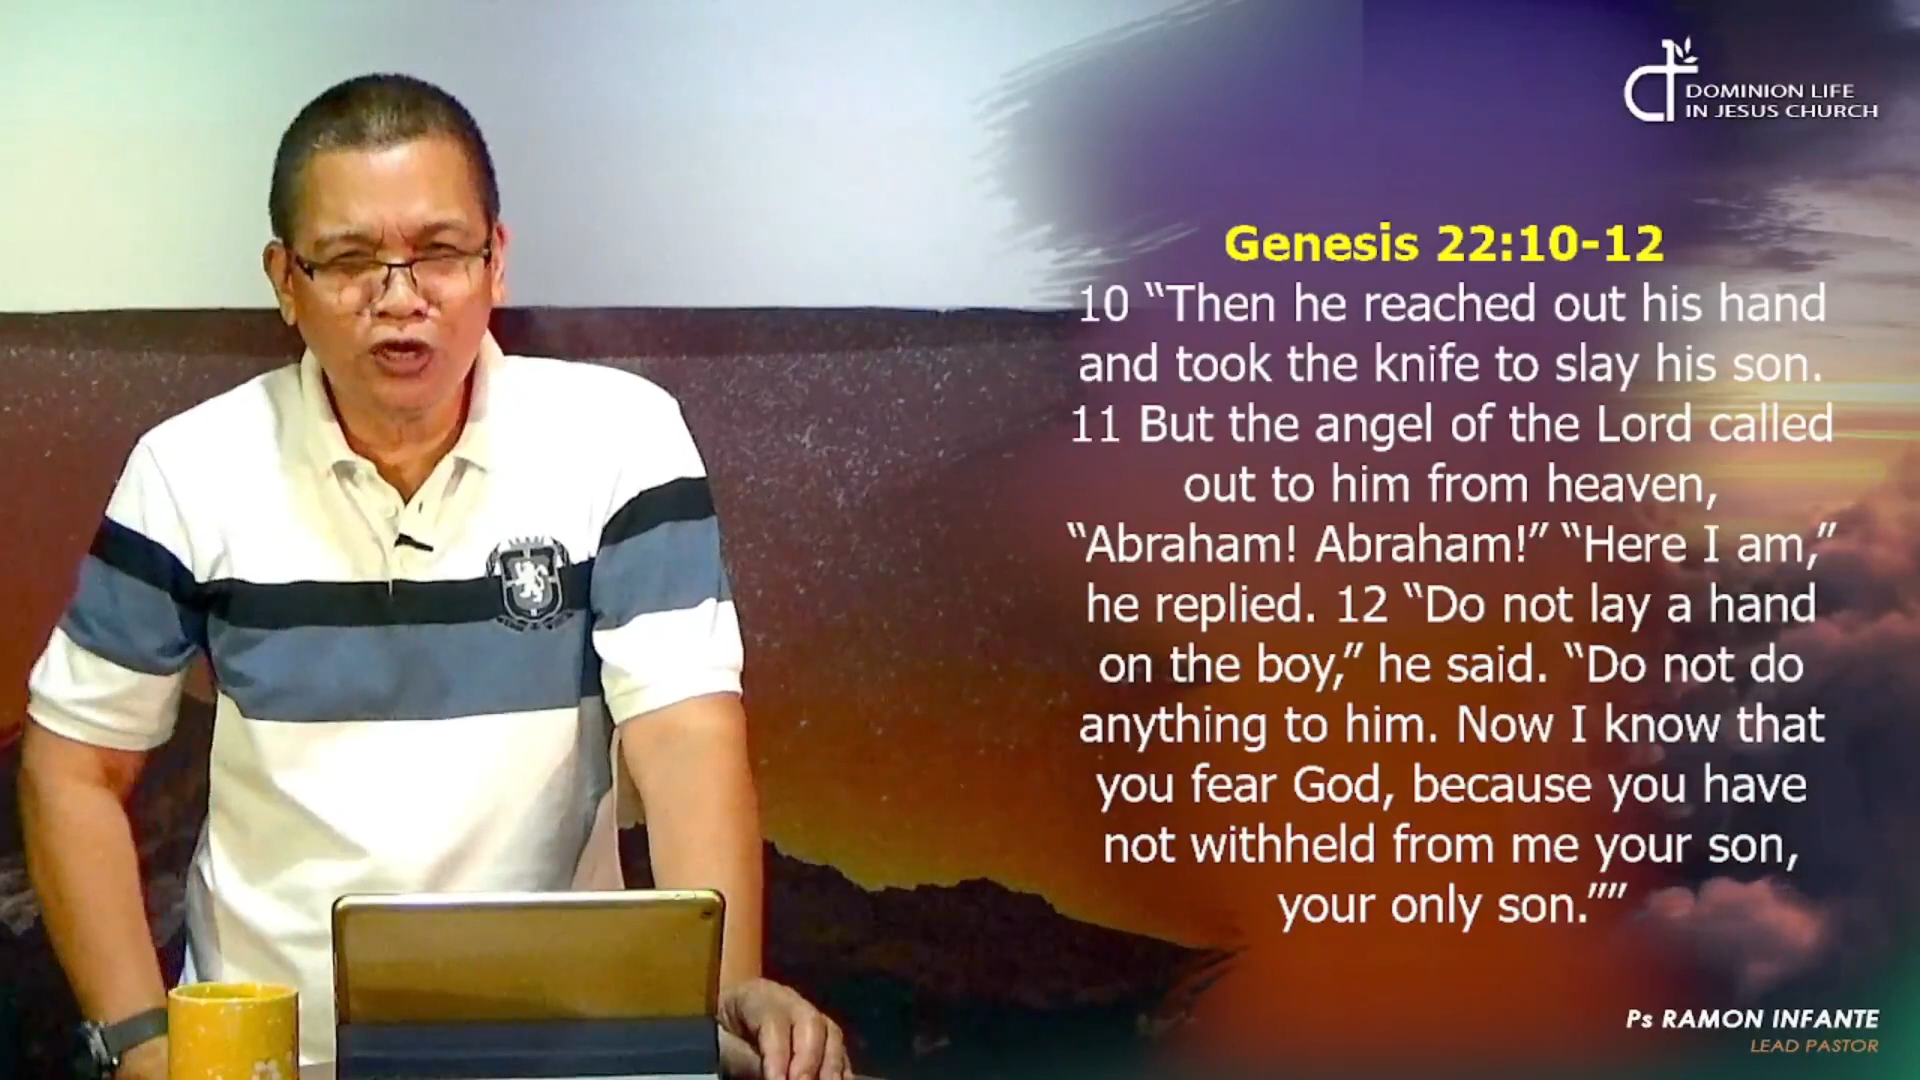 DOMINION LIFE
IN JESUS CHURCH
Genesis 22:10-12
10 “Then he reached out his hand
and took the knife to slay his son.
11 But the angel of the Lord called
out to him from heaven,
“Abraham! Abraham!” “Here I am,”
he replied. 12 “Do not lay a hand
on the boy,” he said. “Do not do
anything to him. Now I know that
you fear God, because you have
not withheld from me your son,
your only son.””
Ps RAMON INFANTE
LEAD PASTOR